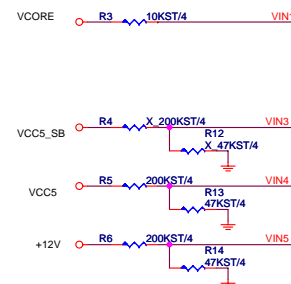 VCORE R3 10KST/4 VIN1
VCC5_SB R4 X_200KST/4 VIN3
R12
X_47KST/4
VCC5 R5 200KST/4 VIN4
R13
47KST/4
+12V R6 200KST/4 VIN5
R14
47KST/4